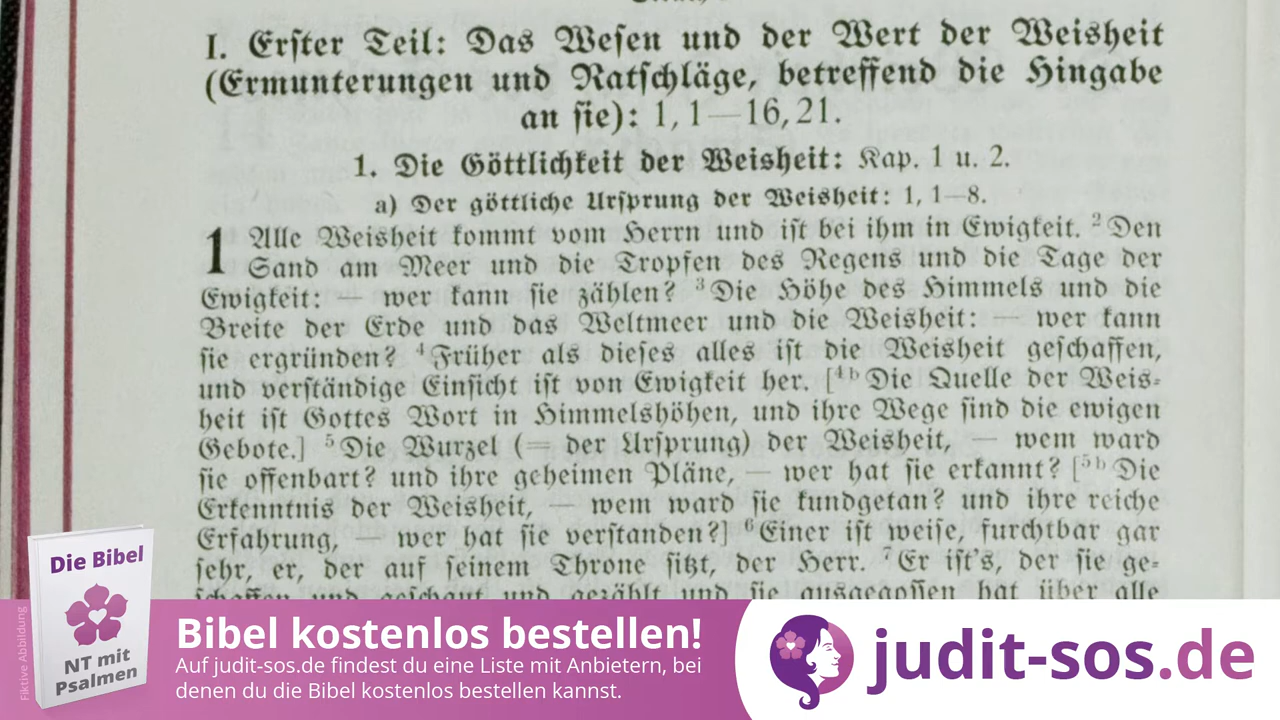 I. Erster Teil: Das Wesen und der Wert der Weisheit
(Ermunterungen und Ratschläge, betreffend die Hingabe
an sie): 1, 1—16, 21.
1. Die Göttlichkeit der Weisheit: Kap. 1 u. 2.
a) Der göttliche Ursprung der Weisheit: 1, 1—8.
1 Alle Weisheit kommt vom Herrn und ist bei ihm in Ewigkeit. ² Den
Sand am Meer und die Tropfen des Regens und die Tage der
Ewigkeit: — wer kann sie zählen? ³ Die Höhe des Himmels und die
Breite der Erde und das Weltmeer und die Weisheit: — wer kann
sie ergründen? ⁴ Früher als dieses alles ist die Weisheit geschaffen,
und verständige Einsicht ist von Ewigkeit her. [⁴ᵇ Die Quelle der Weis-
heit ist Gottes Wort in Himmelshöhen, und ihre Wege sind die ewigen
Gebote.] ⁵ Die Wurzel (= der Ursprung) der Weisheit, — wem ward
sie offenbart? und ihre geheimen Pläne, — wer hat sie erkannt? [⁵ᵇ Die
Erkenntnis der Weisheit, — wem ward sie kundgetan? und ihre reiche
Erfahrung, — wer hat sie verstanden?] ⁶ Einer ist weise, furchtbar gar
sehr, er, der auf seinem Throne sitzt, der Herr. ⁷ Er ist's, der sie ge-
schaffen und geschaut und gezählt und sie ausgegossen hat über alle
Die Bibel
NT mit
Psalmen
Fiktive Abbildung
Bibel kostenlos bestellen!
Auf judit-sos.de findest du eine Liste mit Anbietern, bei
denen du die Bibel kostenlos bestellen kannst.
judit-sos.de